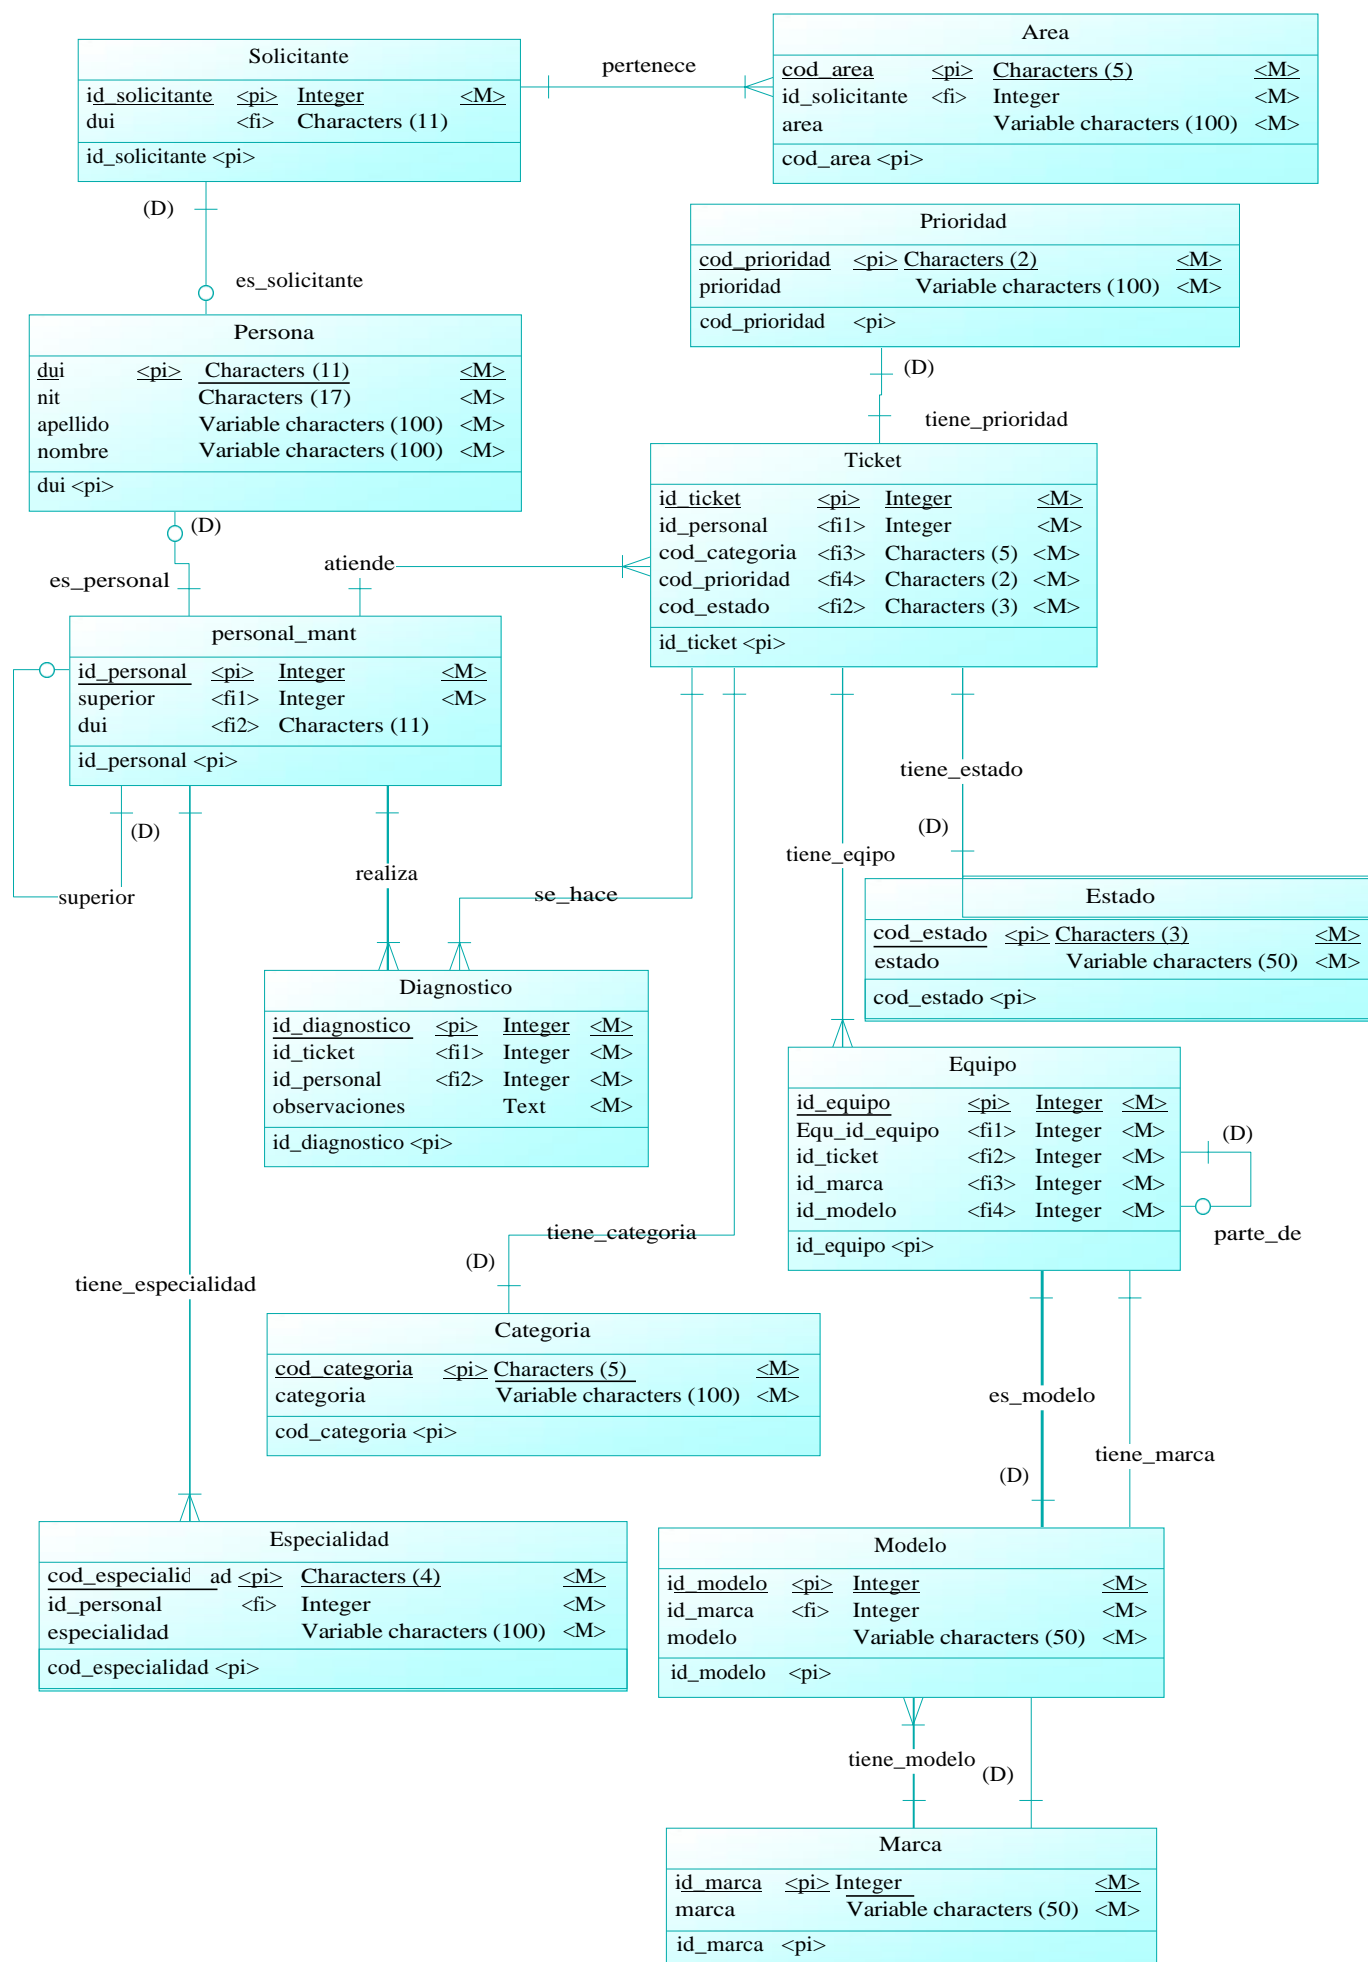 Solicitante
id_solicitante <pi> Integer <M>
dui <fi> Characters (11)
id_solicitante <pi>
pertenece
Area
cod_area <pi> Characters (5) <M>
id_solicitante <fi> Integer <M>
area Variable characters (100) <M>
cod_area <pi>
(D)
es_solicitante
Prioridad
cod_prioridad <pi> Characters (2) <M>
prioridad Variable characters (100) <M>
cod_prioridad <pi>
(D)
tiene_prioridad
Persona
dui <pi> Characters (11) <M>
nit Characters (17) <M>
apellido Variable characters (100) <M>
nombre Variable characters (100) <M>
dui <pi>
(D)
es_personal
atiende
Ticket
id_ticket <pi> Integer <M>
id_personal <fi1> Integer <M>
cod_categoria <fi3> Characters (5) <M>
cod_prioridad <fi4> Characters (2) <M>
cod_estado <fi2> Characters (3) <M>
id_ticket <pi>
personal_mant
id_personal <pi> Integer <M>
superior <fi1> Integer <M>
dui <fi2> Characters (11)
id_personal <pi>
(D)
superior
realiza
se_hace
tiene_eqipo
tiene_estado
(D)
Estado
cod_estado <pi> Characters (3) <M>
estado Variable characters (50) <M>
cod_estado <pi>
Diagnostico
id_diagnostico <pi> Integer <M>
id_ticket <fi1> Integer <M>
id_personal <fi2> Integer <M>
observaciones Text <M>
id_diagnostico <pi>
Equipo
id_equipo <pi> Integer <M>
Equ_id_equipo <fi1> Integer <M>
id_ticket <fi2> Integer <M>
id_marca <fi3> Integer <M>
id_modelo <fi4> Integer <M>
id_equipo <pi>
(D)
parte_de
tiene_categoria
(D)
tiene_especialidad
Categoria
cod_categoria <pi> Characters (5) <M>
categoria Variable characters (100) <M>
cod_categoria <pi>
es_modelo
tiene_marca
(D)
Especialidad
cod_especialid ad <pi> Characters (4) <M>
id_personal <fi> Integer <M>
especialidad Variable characters (100) <M>
cod_especialidad <pi>
Modelo
id_modelo <pi> Integer <M>
id_marca <fi> Integer <M>
modelo Variable characters (50) <M>
id_modelo <pi>
tiene_modelo
(D)
Marca
id_marca <pi> Integer <M>
marca Variable characters (50) <M>
id_marca <pi>